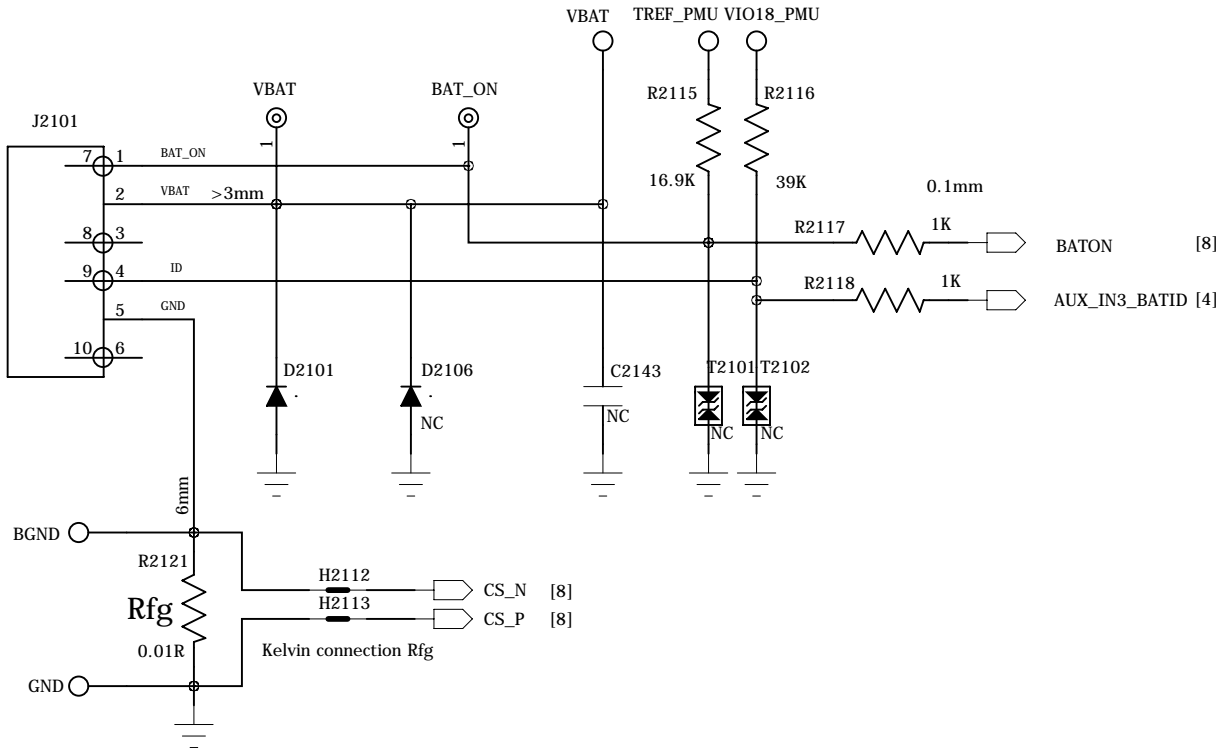 VBAT TREF_PMU VIO18_PMU
VBAT BAT_ON
R2115 R2116
J2101
1 1
7 1 BAT_ON
16.9K 39K 0.1mm
2 VBAT >3mm
R2117 1K
8 3
BATON [8]
9 4 ID
R2118 1K
AUX_IN3_BATID [4]
5 GND
10 6
D2101 D2106 C2143 T2101 T2102
. .
NC NC NC NC
6mm
BGND
R2121
H2112
CS_N [8]
Rfg
H2113
CS_P [8]
0.01R Kelvin connection Rfg
GND